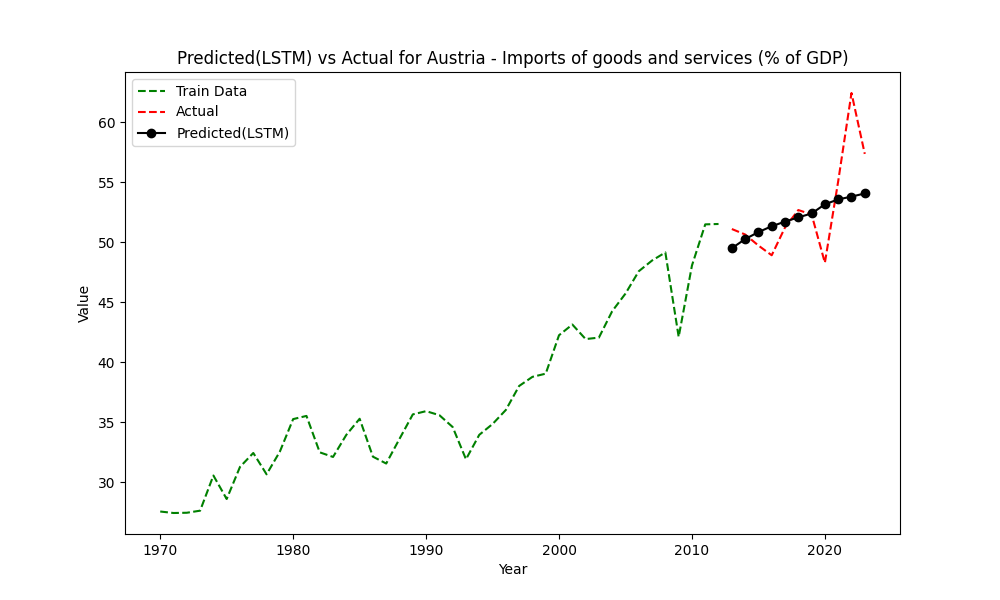 Predicted(LSTM) vs Actual for Austria - Imports of goods and services (% of GDP)
Train Data
Actual
Predicted(LSTM)
60
55
50
45
40
35
30
Value
1970 1980 1990 2000 2010 2020
Year